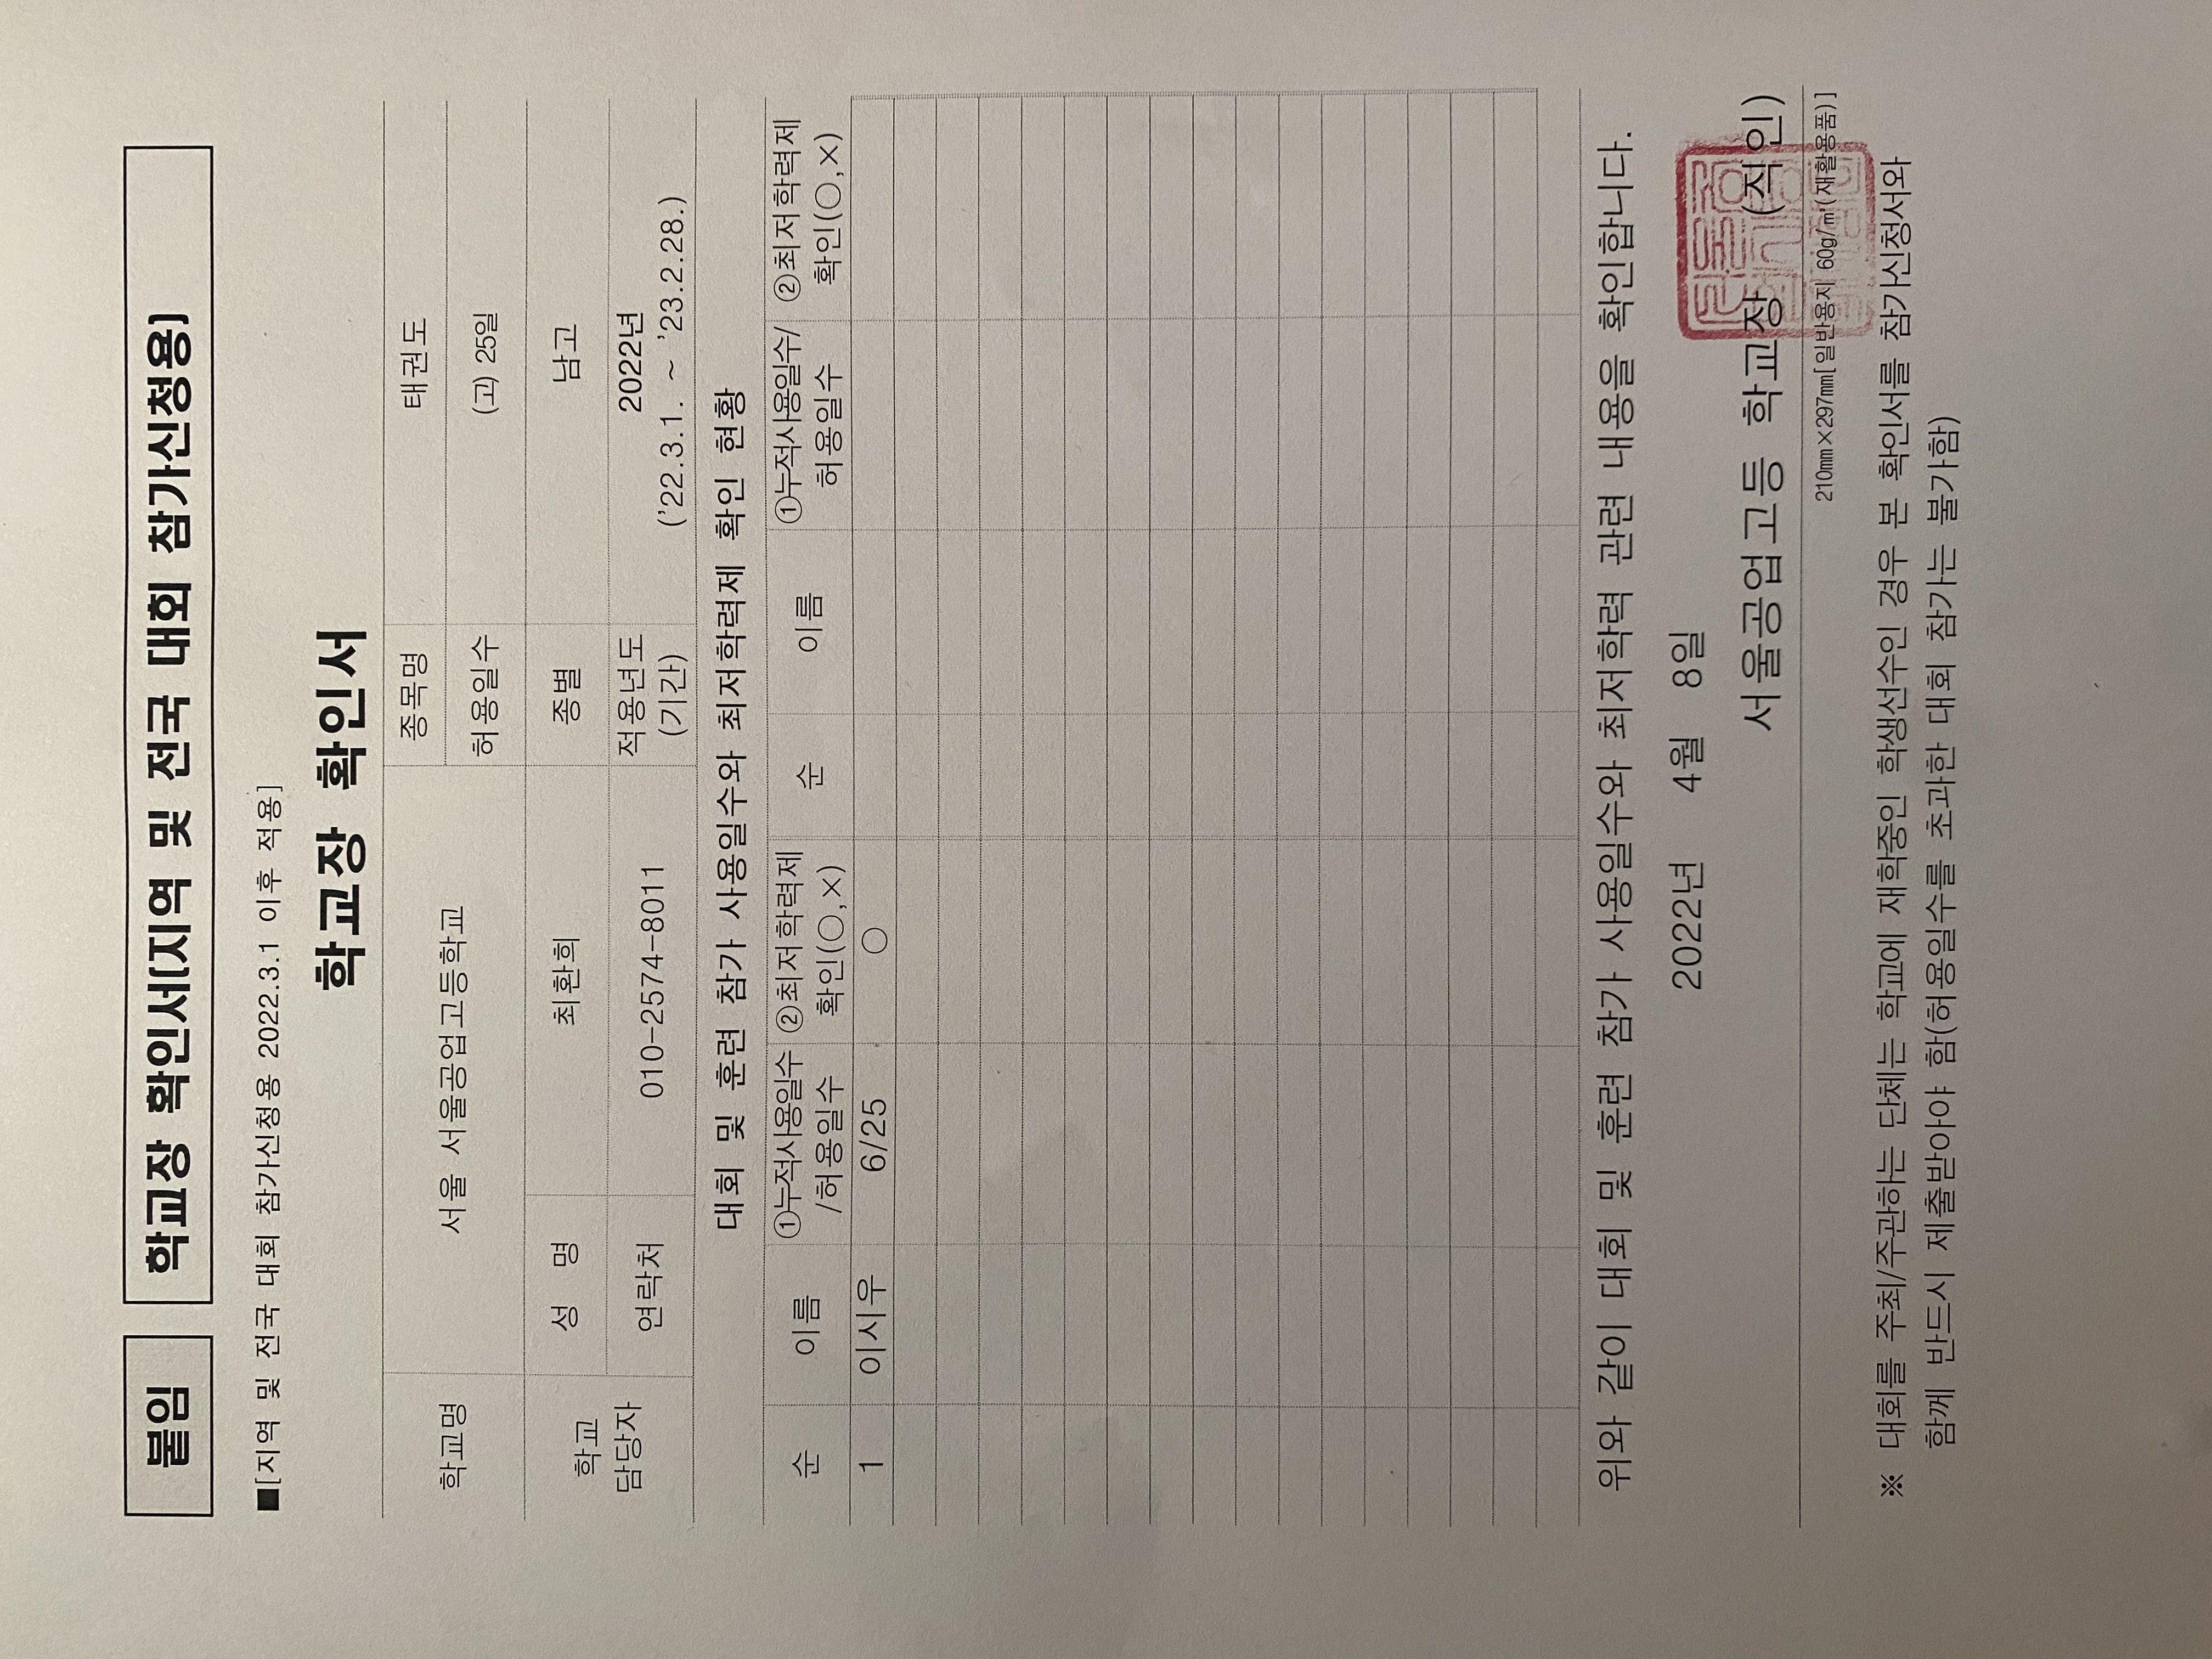 붙임
학교장 확인서(지역 및 전국 대회 참가신청용)
■[지역 및 전국 대회 참가신청용 2022.3.1 이후 적용]
학교장 확인서
학교명 서울 서울공업고등학교 종목명 태권도
허용일수 (고) 25일
학교 담당자 성 명 최환희 종별 남고
연락처 010-2574-8011 적용년도 (기간) 2022년
('22.3.1. ~ '23.2.28.)
대회 및 훈련 참가 사용일수와 최저학력제 확인 현황
순 이름 ①누적사용일수 ②최저학력제 순 이름 ①누적사용일수/ ②최저학력제
/허용일수 확인(○,×) 허용일수 확인(○,×)
1 이시우 6/25 ○
위와 같이 대회 및 훈련 참가 사용일수와 최저학력 관련 내용을 확인합니다.
2022년 4월 8일
서울공업고등 학교장 (직인)
210㎜×297㎜[일반용지 60g/㎡(재활용품)]
※ 대회를 주최/주관하는 단체는 학교에 재학중인 학생선수인 경우 본 확인서를 참가신청서와
함께 반드시 제출받아야 함(허용일수를 초과한 대회 참가는 불가함)